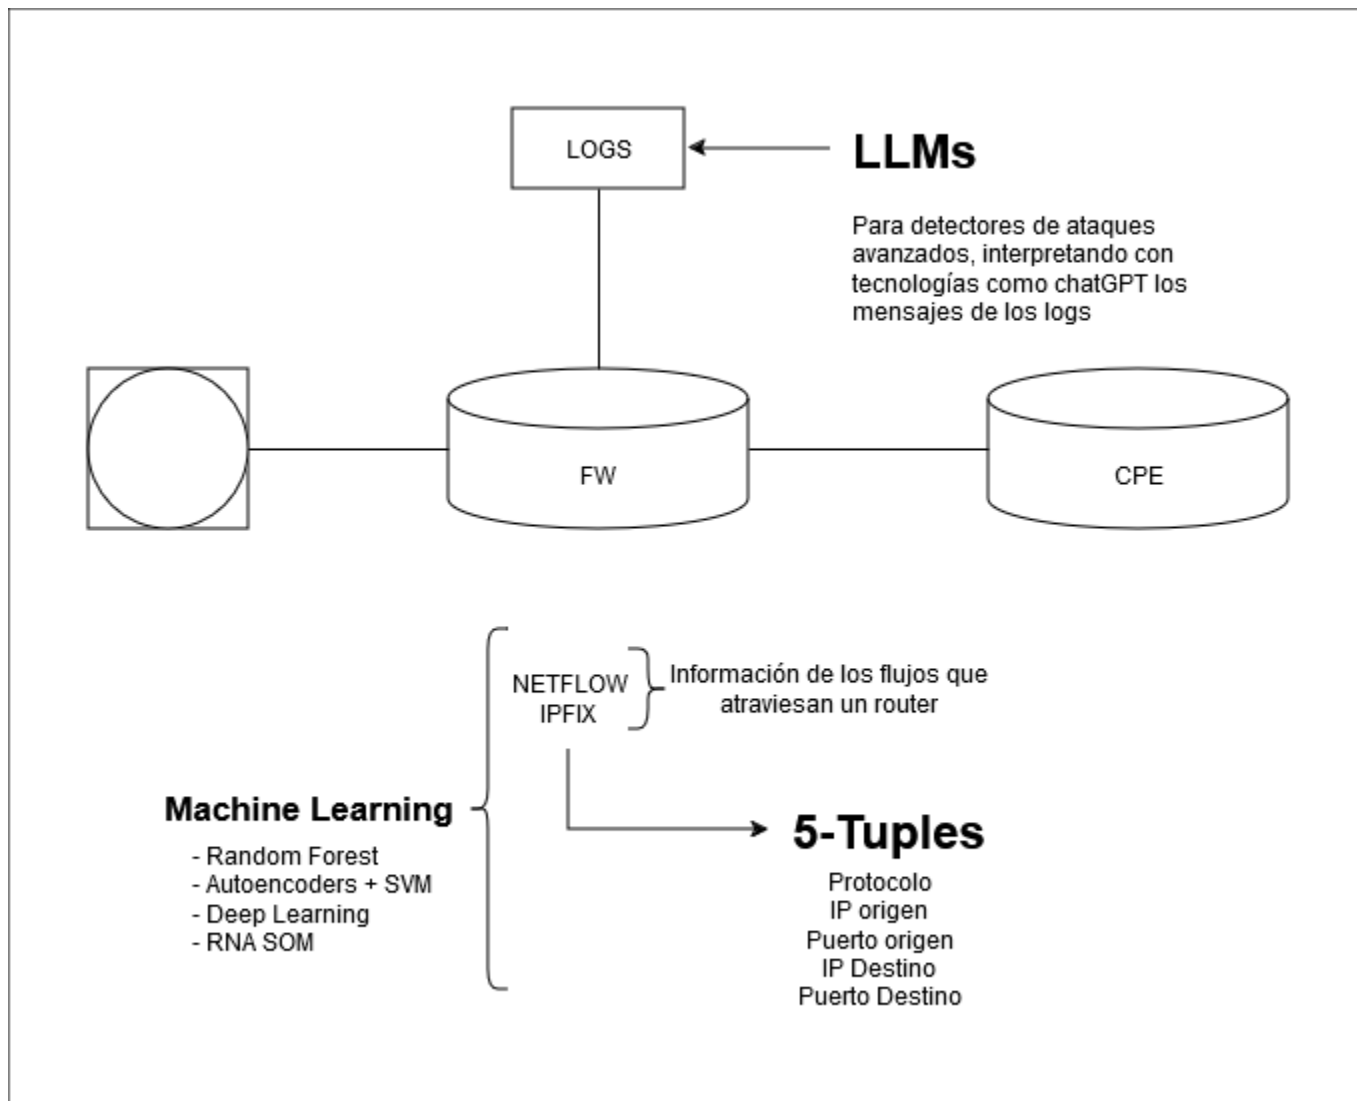 LOGS
LLMs
Para detectores de ataques
avanzados, interpretando con
tecnologías como chatGPT los
mensajes de los logs
FW
CPE
NETFLOW
IPFIX
Información de los flujos que
atraviesan un router
Machine Learning
- Random Forest
- Autoencoders + SVM
- Deep Learning
- RNA SOM
5-Tuples
Protocolo
IP origen
Puerto origen
IP Destino
Puerto Destino